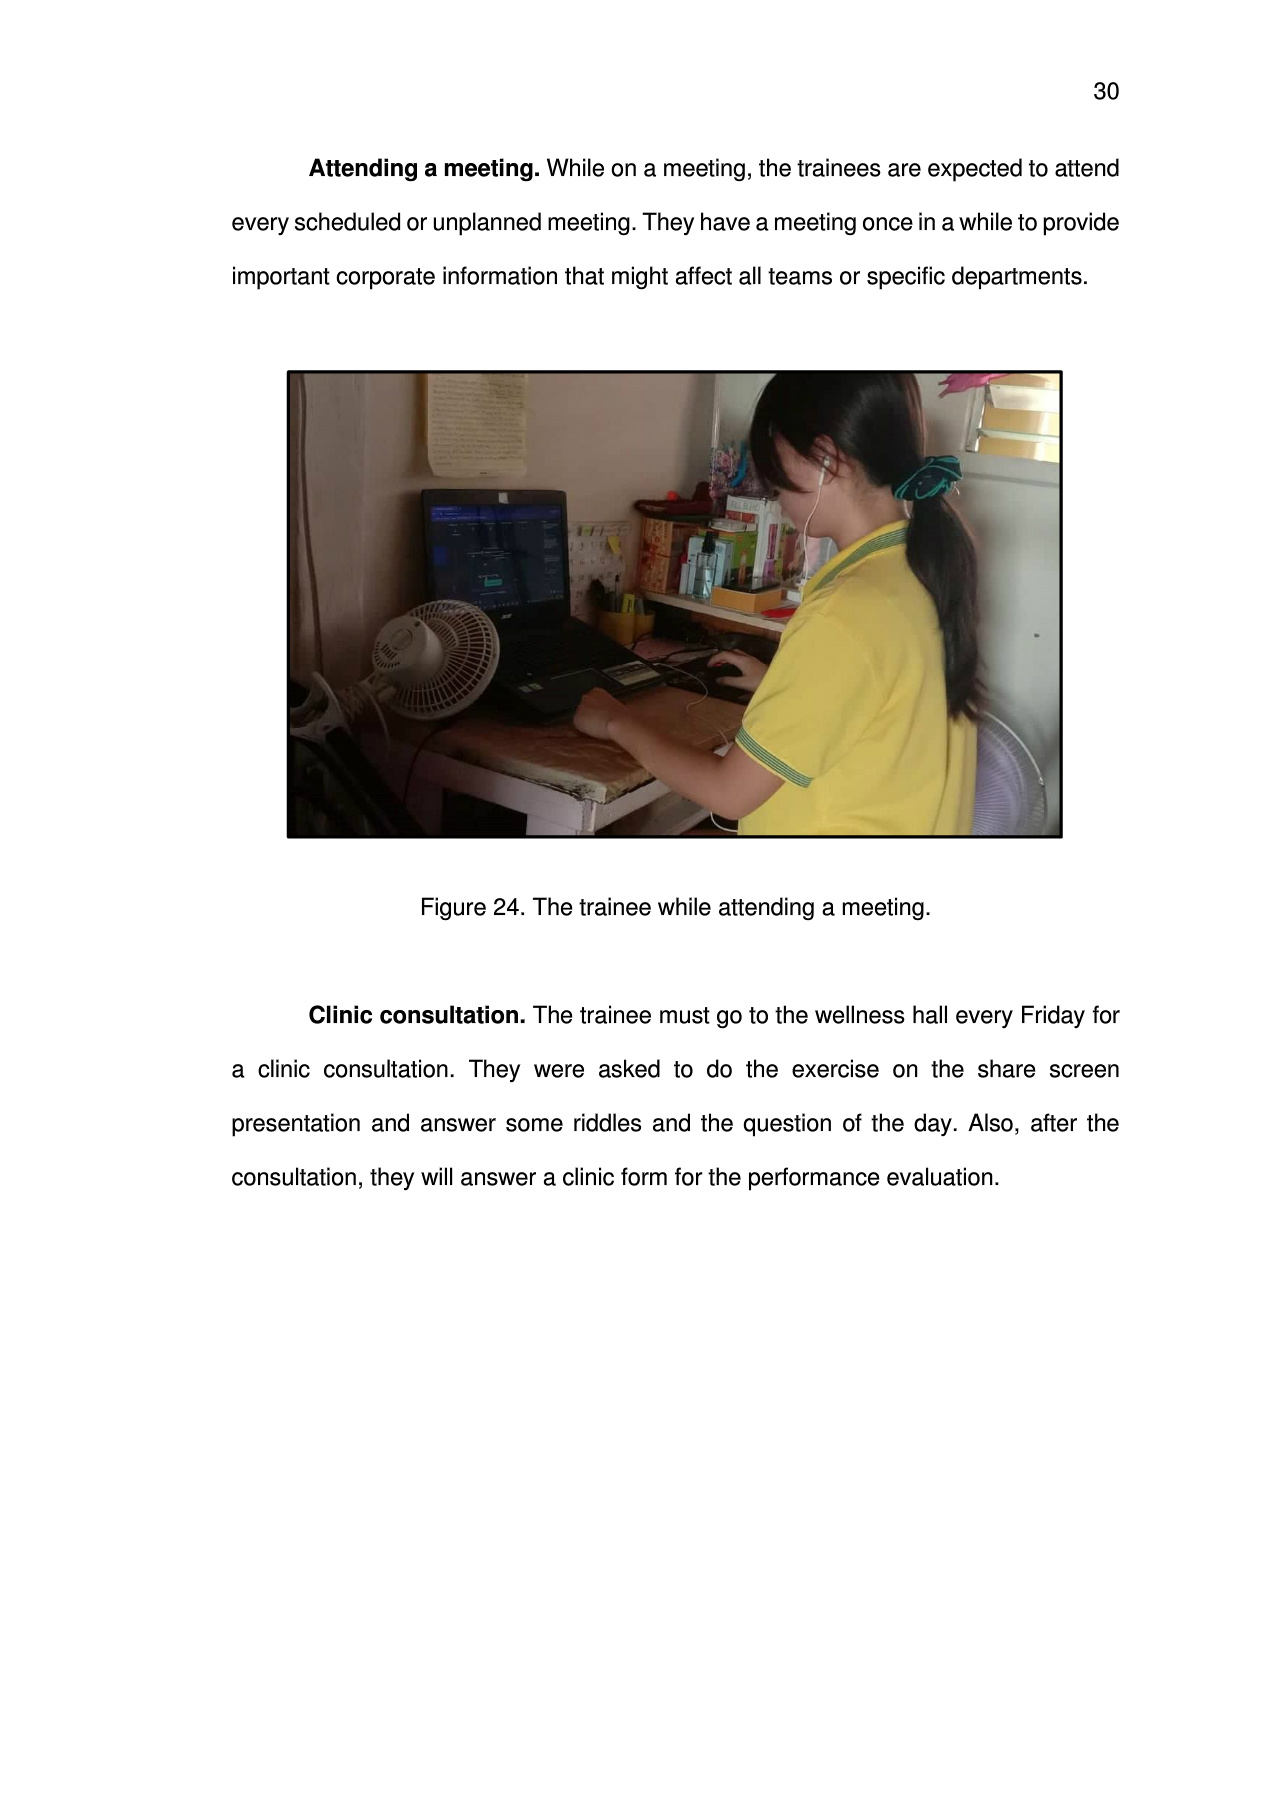 30
Attending a meeting. While on a meeting, the trainees are expected to attend
every scheduled or unplanned meeting. They have a meeting once in a while to provide
important corporate information that might affect all teams or specific departments.
Figure 24. The trainee while attending a meeting.
Clinic consultation. The trainee must go to the wellness hall every Friday for
a clinic consultation. They were asked to do the exercise on the share screen
presentation and answer some riddles and the question of the day. Also, after the
consultation, they will answer a clinic form for the performance evaluation.